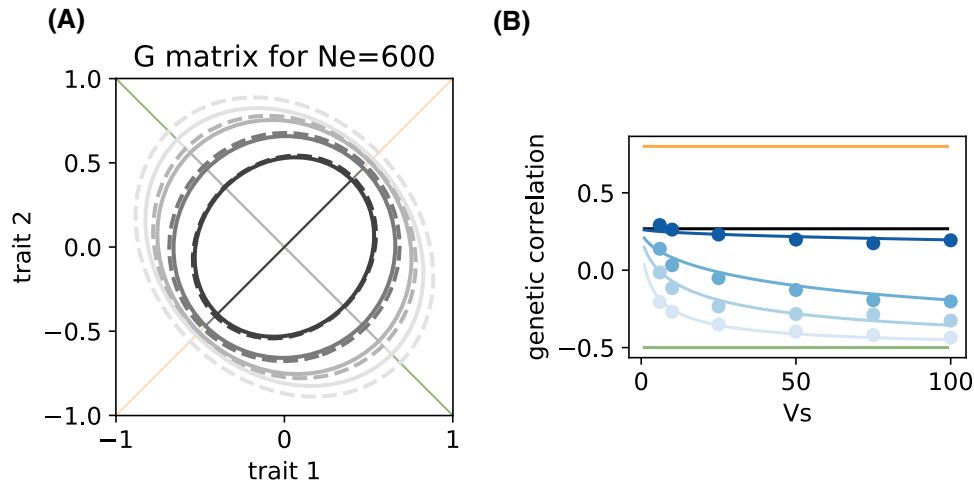 (A)
G matrix for Ne=600
1.0
0.5
0.0
−0.5
−1.0
−1
0
1
trait 2
trait 1
(B)
0.5
0.0
−0.5
0
50
100
genetic correlation
Vs